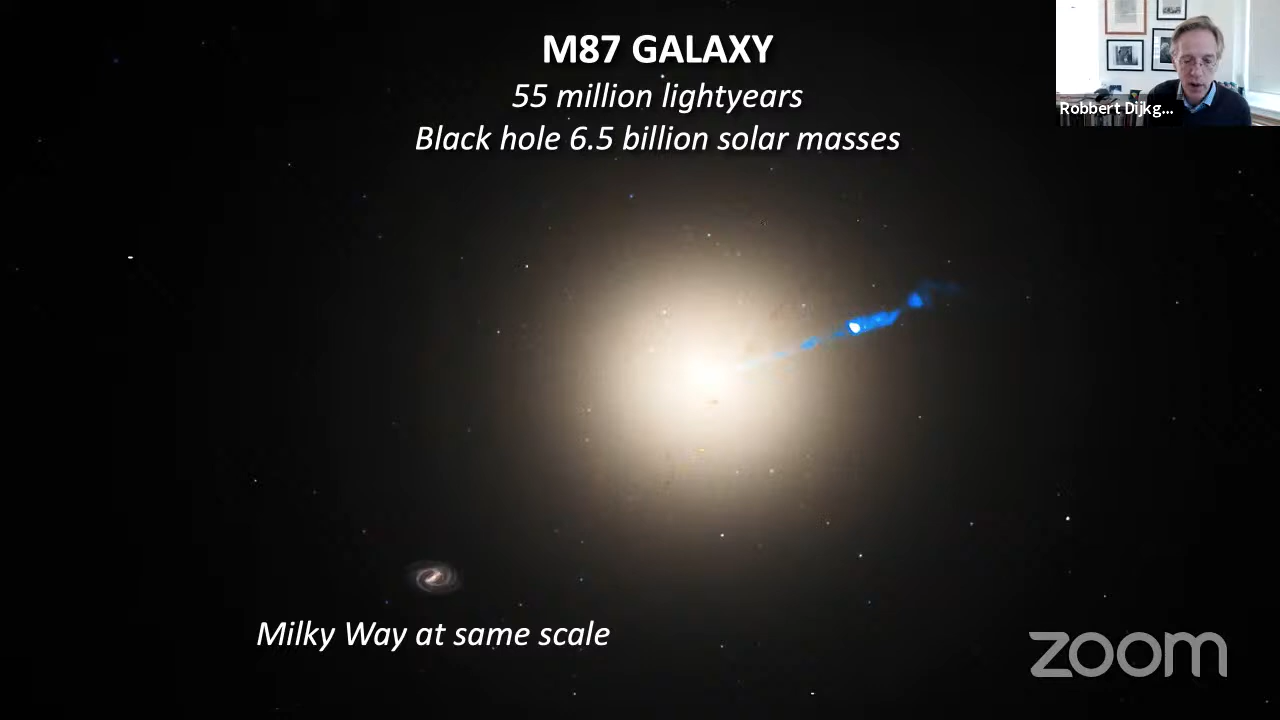 M87 GALAXY
55 million lightyears
Black hole 6.5 billion solar masses
Robbert Dijkg...
Milky Way at same scale
zoom